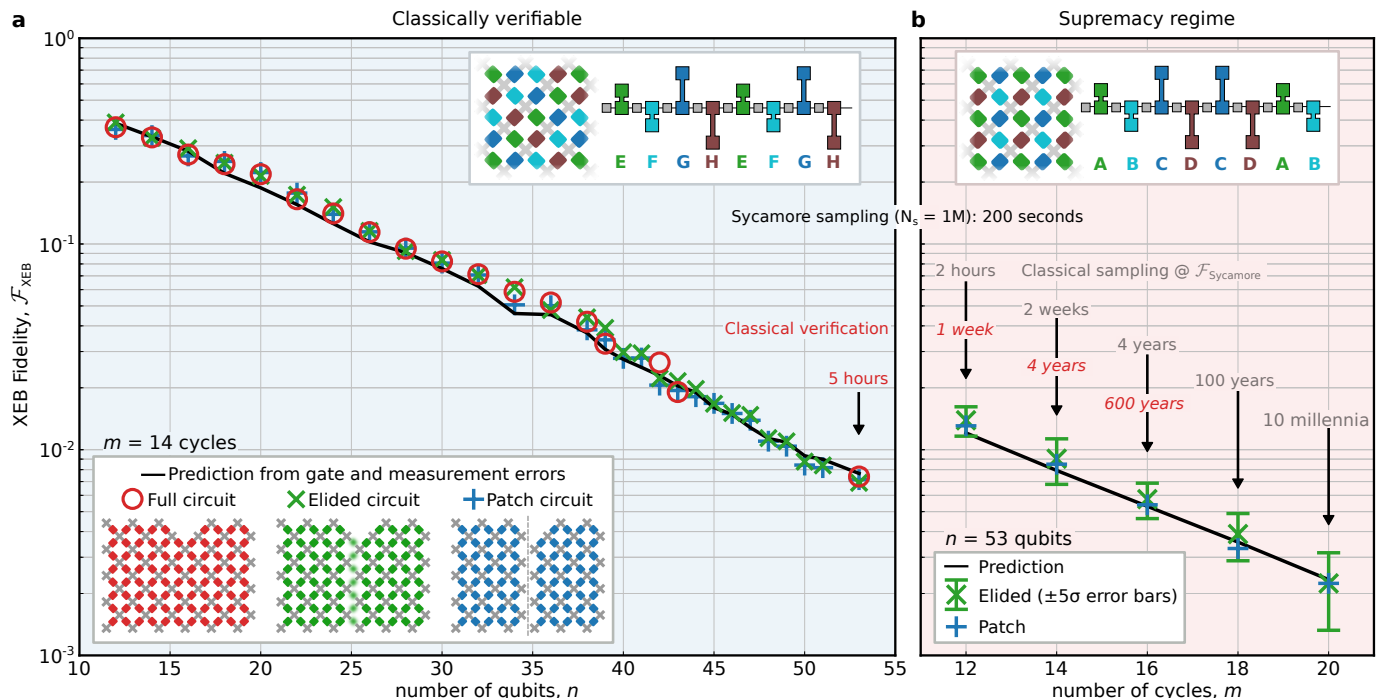 a
Classically verifiable
b
Supremacy regime
XEB Fidelity, ℱ_XEB
10⁰
10⁻¹
10⁻²
10⁻³
E F G H E F G H
A B C D C D A B
Sycamore sampling (Nₛ = 1M): 200 seconds
Classical verification
5 hours
m = 14 cycles
Prediction from gate and measurement errors
Full circuit
Elided circuit
Patch circuit
10 15 20 25 30 35 40 45 50 55
number of qubits, n
2 hours
Classical sampling @ ℱ_Sycamore
1 week
2 weeks
4 years
4 years
600 years
100 years
10 millennia
n = 53 qubits
Prediction
Elided (±5σ error bars)
Patch
12 14 16 18 20
number of cycles, m